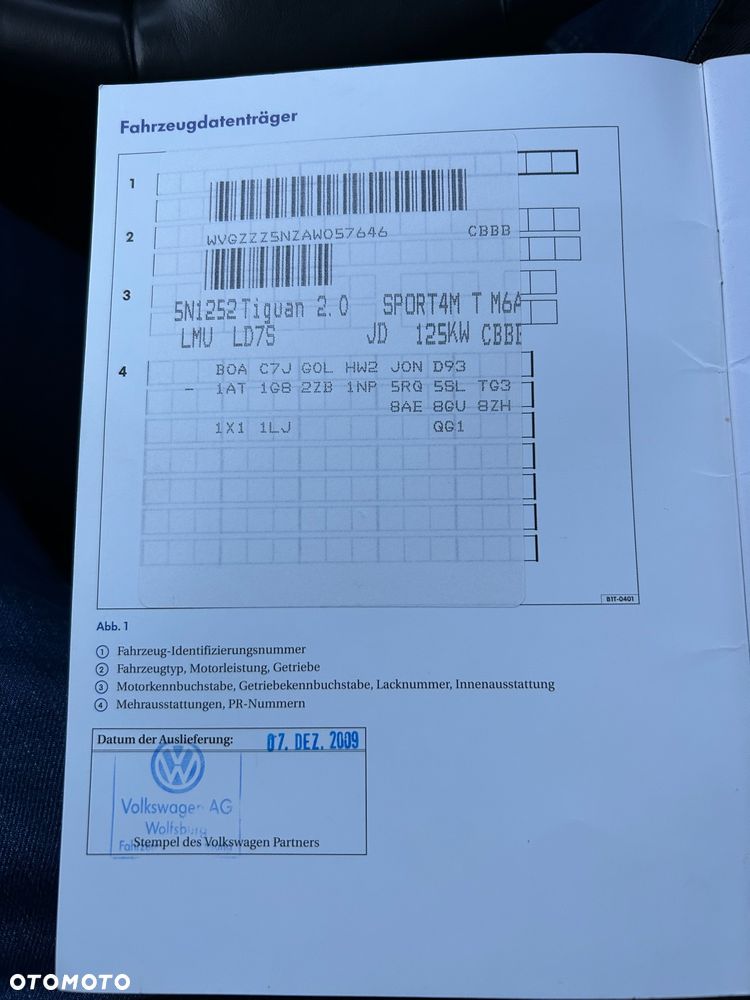 Fahrzeugdatenträger
1
2
WVGZZZ5NZAW057646 CBBB
3
5N1252 Tiguan 2.0 SPORT4M T M6A
LMU LD7S JD 125KW CBBB
4
BOA C7J GOL HW2 JON D93
- 1AT 1G8 2ZB 1NP 5RQ 5SL TG3
8AE 8GU 8ZH
1X1 1LJ QG1
B1T-0401
Abb. 1
① Fahrzeug-Identifizierungsnummer
② Fahrzeugtyp, Motorleistung, Getriebe
③ Motorkennbuchstabe, Getriebekennbuchstabe, Lacknummer, Innenausstattung
④ Mehrausstattungen, PR-Nummern
Datum der Auslieferung: 07. DEZ. 2009
Volkswagen AG
Wolfsburg
Stempel des Volkswagen Partners
OTOMOTO